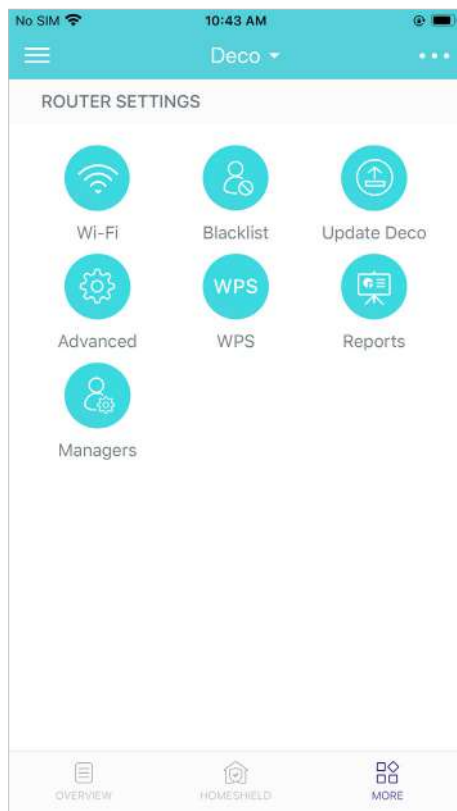 No SIM 10:43 AM
Deco
ROUTER SETTINGS
Wi-Fi Blacklist Update Deco
WPS
Advanced WPS Reports
Managers
OVERVIEW HOMESHIELD MORE